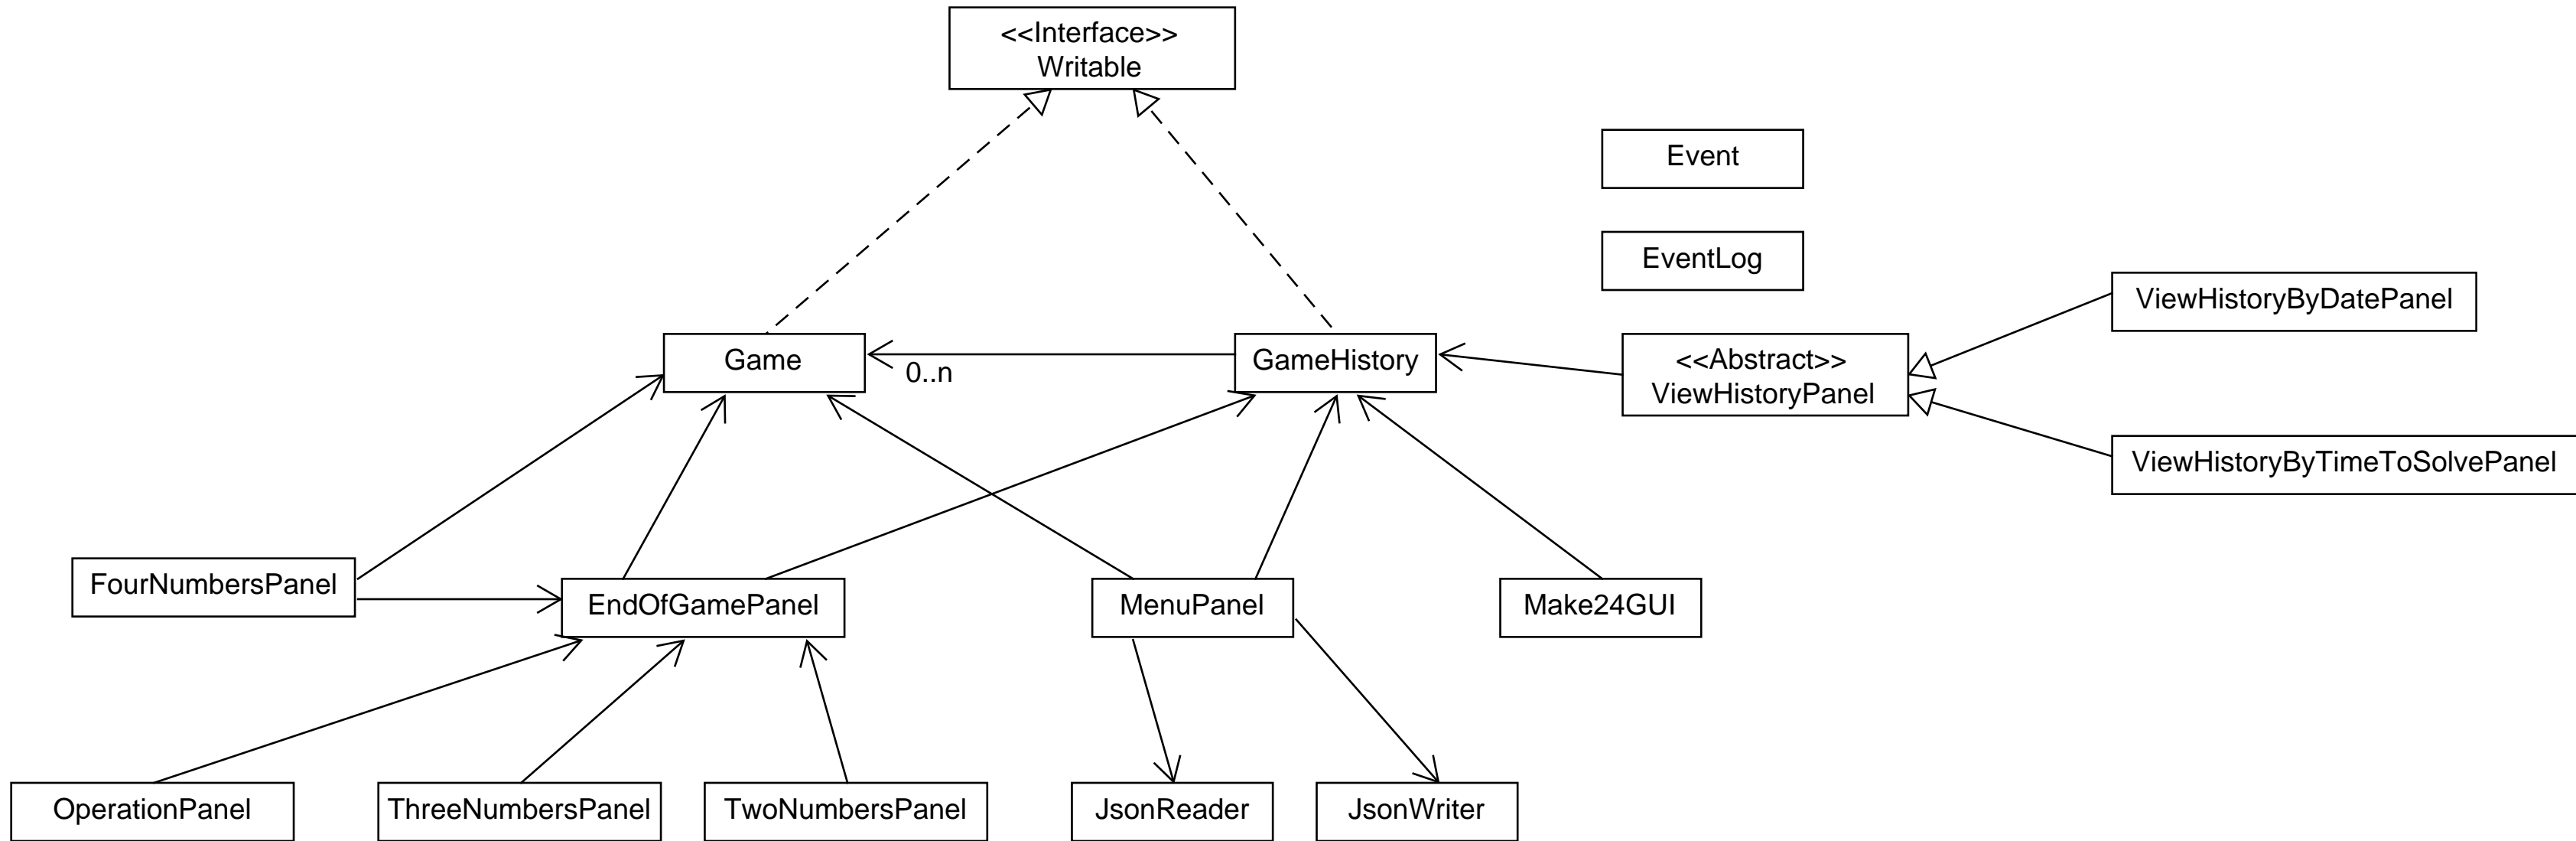 <<Interface>>
Writable
Event
EventLog
ViewHistoryByDatePanel
Game
0..n
GameHistory
<<Abstract>>
ViewHistoryPanel
ViewHistoryByTimeToSolvePanel
FourNumbersPanel
EndOfGamePanel
MenuPanel
Make24GUI
OperationPanel
ThreeNumbersPanel
TwoNumbersPanel
JsonReader
JsonWriter